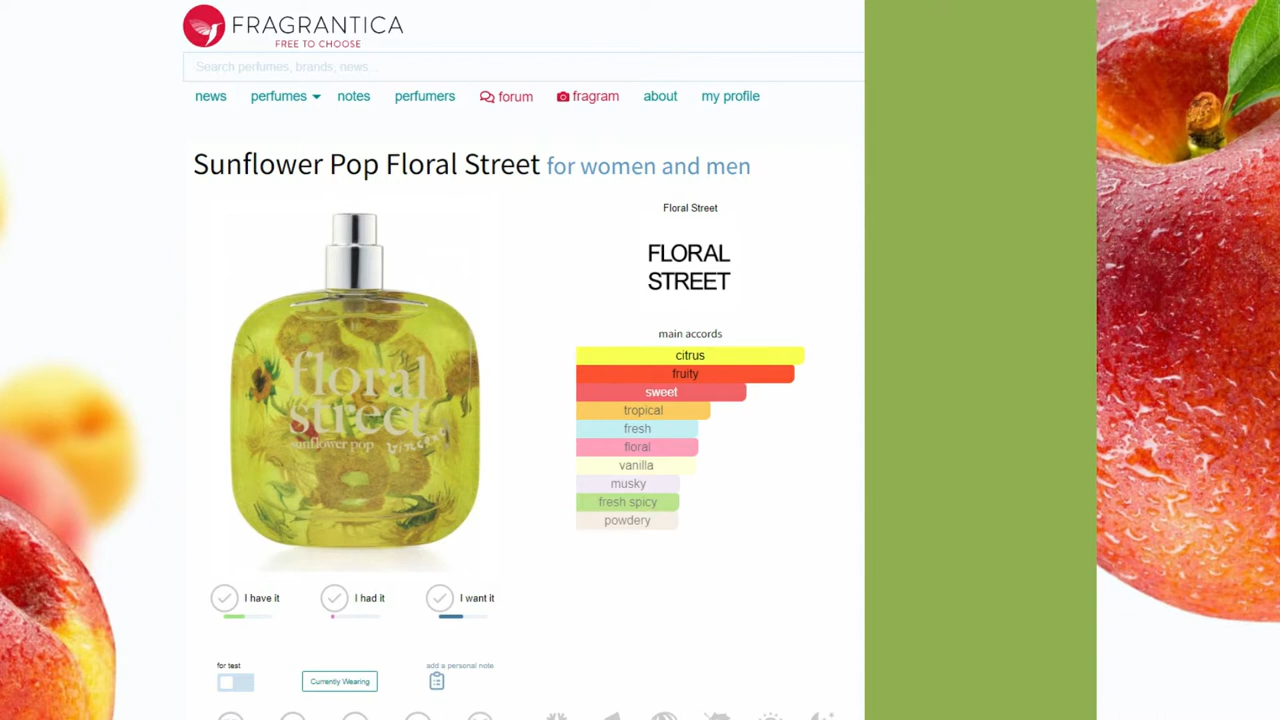 FRAGRANTICA
FREE TO CHOOSE
Search perfumes, brands, news...
news perfumes notes perfumers forum fragram about my profile
Sunflower Pop Floral Street for women and men
Floral Street
FLORAL
STREET
main accords
citrus
fruity
sweet
tropical
fresh
floral
vanilla
musky
fresh spicy
powdery
floral
street
sunflower pop
vincent
I have it I had it I want it
for test
Currently Wearing
add a personal note